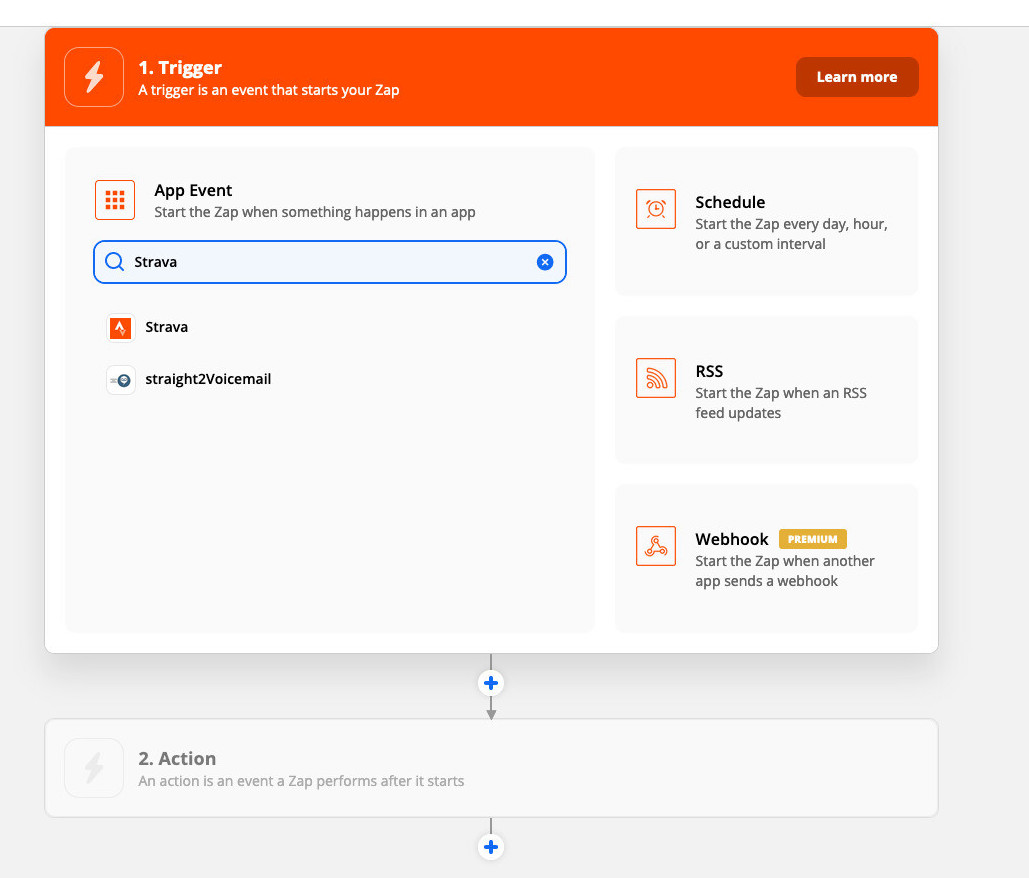 1. Trigger
A trigger is an event that starts your Zap
Learn more
App Event
Start the Zap when something happens in an app
Strava
Strava
straight2Voicemail
Schedule
Start the Zap every day, hour,
or a custom interval
RSS
Start the Zap when an RSS
feed updates
Webhook PREMIUM
Start the Zap when another
app sends a webhook
2. Action
An action is an event a Zap performs after it starts